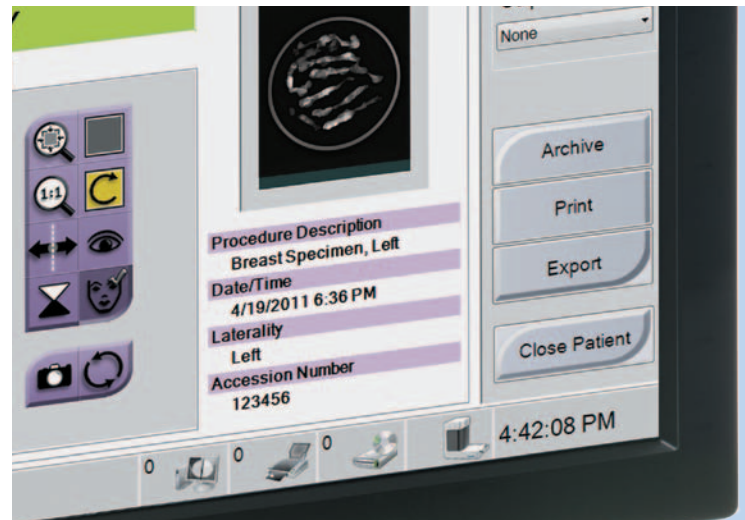 None
1:1
Archive
Print
Export
Close Patient
Procedure Description
Breast Specimen, Left
Date/Time
4/19/2011 6:36 PM
Laterality
Left
Accession Number
123456
0
0
0
4:42:08 PM